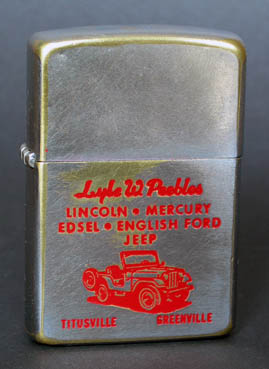 Lyle W Peebles
LINCOLN • MERCURY
EDSEL • ENGLISH FORD
JEEP
TITUSVILLE GREENVILLE